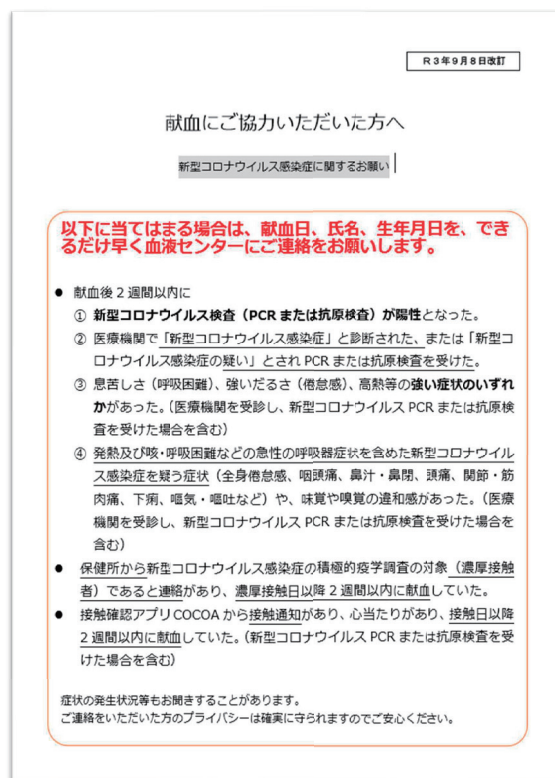 R3年9月8日改訂
献血にご協力いただいた方へ
新型コロナウイルス感染症に関するお願い
以下に当てはまる場合は、献血日、氏名、生年月日を、でき
るだけ早く血液センターにご連絡をお願いします。
● 献血後2週間以内に
① 新型コロナウイルス検査（PCRまたは抗原検査）が陽性となった。
② 医療機関で「新型コロナウイルス感染症」と診断された、または「新型コ
ロナウイルス感染症の疑い」とされPCRまたは抗原検査を受けた。
③ 息苦しさ（呼吸困難）、強いだるさ（倦怠感）、高熱等の強い症状のいずれ
かがあった。（医療機関を受診し、新型コロナウイルスPCRまたは抗原検
査を受けた場合を含む）
④ 発熱及び咳・呼吸困難などの急性の呼吸器症状を含めた新型コロナウイル
ス感染症を疑う症状（全身倦怠感、咽頭痛、鼻汁・鼻閉、頭痛、関節・筋
肉痛、下痢、嘔気・嘔吐など）や、味覚や嗅覚の違和感があった。（医療
機関を受診し、新型コロナウイルスPCRまたは抗原検査を受けた場合を
含む）
● 保健所から新型コロナウイルス感染症の積極的疫学調査の対象（濃厚接触
者）であると連絡があり、濃厚接触日以降2週間以内に献血していた。
● 接触確認アプリCOCOAから接触通知があり、心当たりがあり、接触日以降
2週間以内に献血していた。（新型コロナウイルスPCRまたは抗原検査を受
けた場合を含む）
症状の発生状況等もお聞きすることがあります。
ご連絡をいただいた方のプライバシーは確実に守られますのでご安心ください。